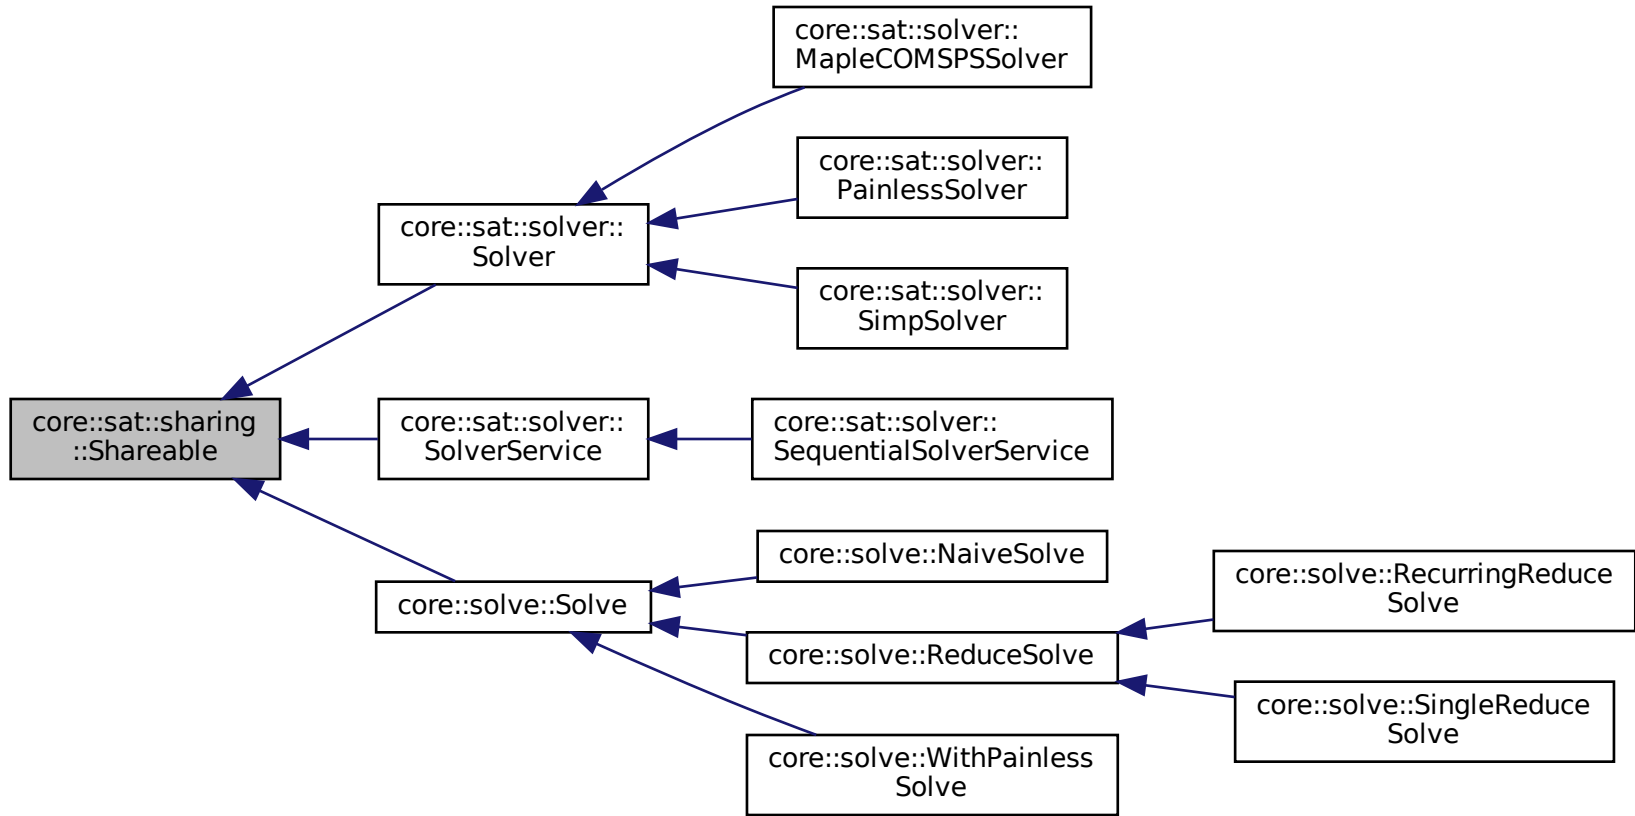 core::sat::solver::
MapleCOMSPSSolver
core::sat::solver::
PainlessSolver
core::sat::solver::
Solver
core::sat::solver::
SimpSolver
core::sat::sharing
::Shareable
core::sat::solver::
SolverService
core::sat::solver::
SequentialSolverService
core::solve::NaiveSolve
core::solve::RecurringReduce
Solve
core::solve::Solve
core::solve::ReduceSolve
core::solve::SingleReduce
Solve
core::solve::WithPainless
Solve